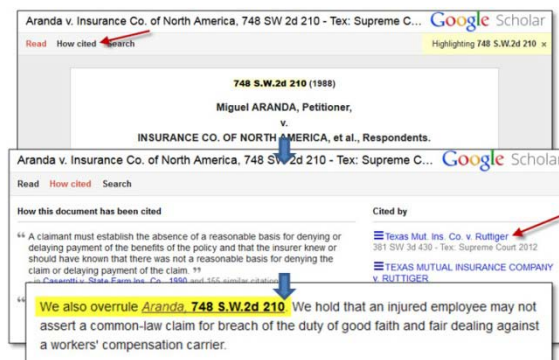 Aranda v. Insurance Co. of North America, 748 SW 2d 210 - Tex: Supreme C... Google Scholar
Read How cited Search Highlighting 748 S.W.2d 210 ×
748 S.W.2d 210 (1988)
Miguel ARANDA, Petitioner,
v.
INSURANCE CO. OF NORTH AMERICA, et al., Respondents.
Aranda v. Insurance Co. of North America, 748 SW 2d 210 - Tex: Supreme C... Google Scholar
Read How cited Search
How this document has been cited
“ A claimant must establish the absence of a reasonable basis for denying or
delaying payment of the benefits of the policy and that the insurer knew or
should have known that there was not a reasonable basis for denying the
claim or delaying payment of the claim. ”
- in Casentti v. State Farm Ins. Co., 1990 and 155 similar citations
“
Cited by
Texas Mut. Ins. Co. v. Ruttiger
381 SW 3d 430 - Tex: Supreme Court 2012
TEXAS MUTUAL INSURANCE COMPANY
v. RUTTIGER
We also overrule Aranda, 748 S.W.2d 210. We hold that an injured employee may not
assert a common-law claim for breach of the duty of good faith and fair dealing against
a workers' compensation carrier.